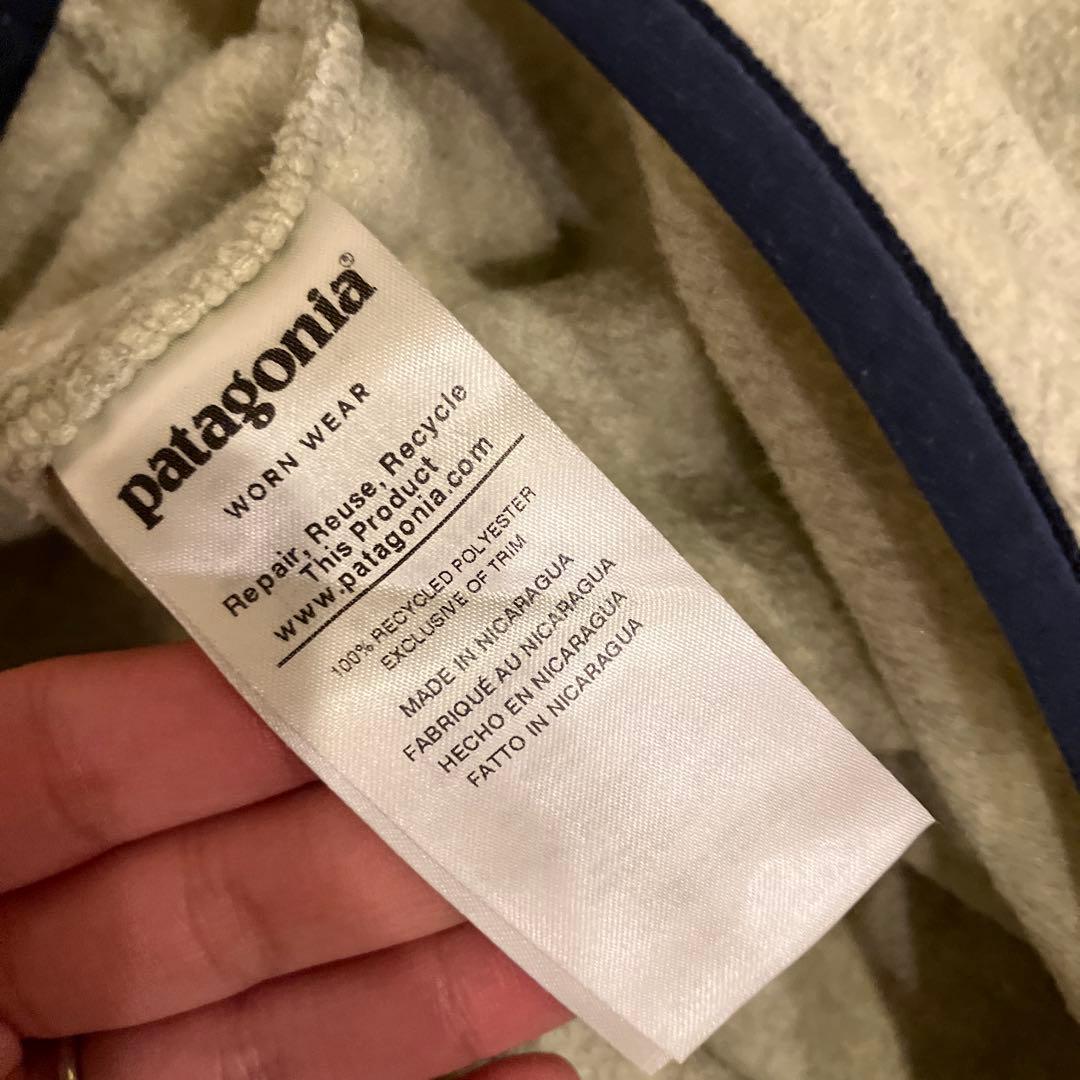 patagonia®
WORN WEAR
Repair, Reuse, Recycle
This Product
www.patagonia.com
100% RECYCLED POLYESTER
EXCLUSIVE OF TRIM
MADE IN NICARAGUA
FABRIQUÉ AU NICARAGUA
HECHO EN NICARAGUA
FATTO IN NICARAGUA